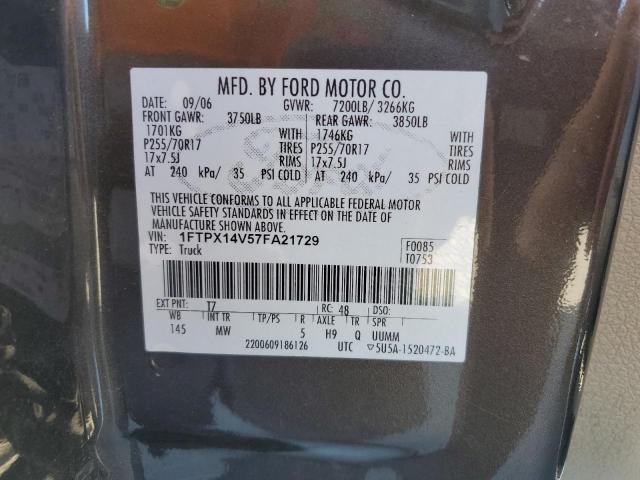 MFD. BY FORD MOTOR CO.
DATE: 09/06 GVWR: 7200LB/ 3266KG
FRONT GAWR: 3750LB REAR GAWR: 3850LB
1701KG WITH 1746KG WITH
P255/70R17 TIRES P255/70R17 TIRES
17x7.5J RIMS 17x7.5J RIMS
AT 240 kPa/ 35 PSI COLD AT 240 kPa/ 35 PSI COLD
THIS VEHICLE CONFORMS TO ALL APPLICABLE FEDERAL MOTOR
VEHICLE SAFETY STANDARDS IN EFFECT ON THE DATE OF
MANUFACTURE SHOWN ABOVE.
VIN: 1FTPX14V57FA21729 F0085
TYPE: Truck T0753
EXT PNT: T7 RC: 48 DSO:
WB INT TR TP/PS R AXLE TR SPR
145 MW 5 H9 Q UUMM
2200609186126 UTC 5U5A-1520472-BA